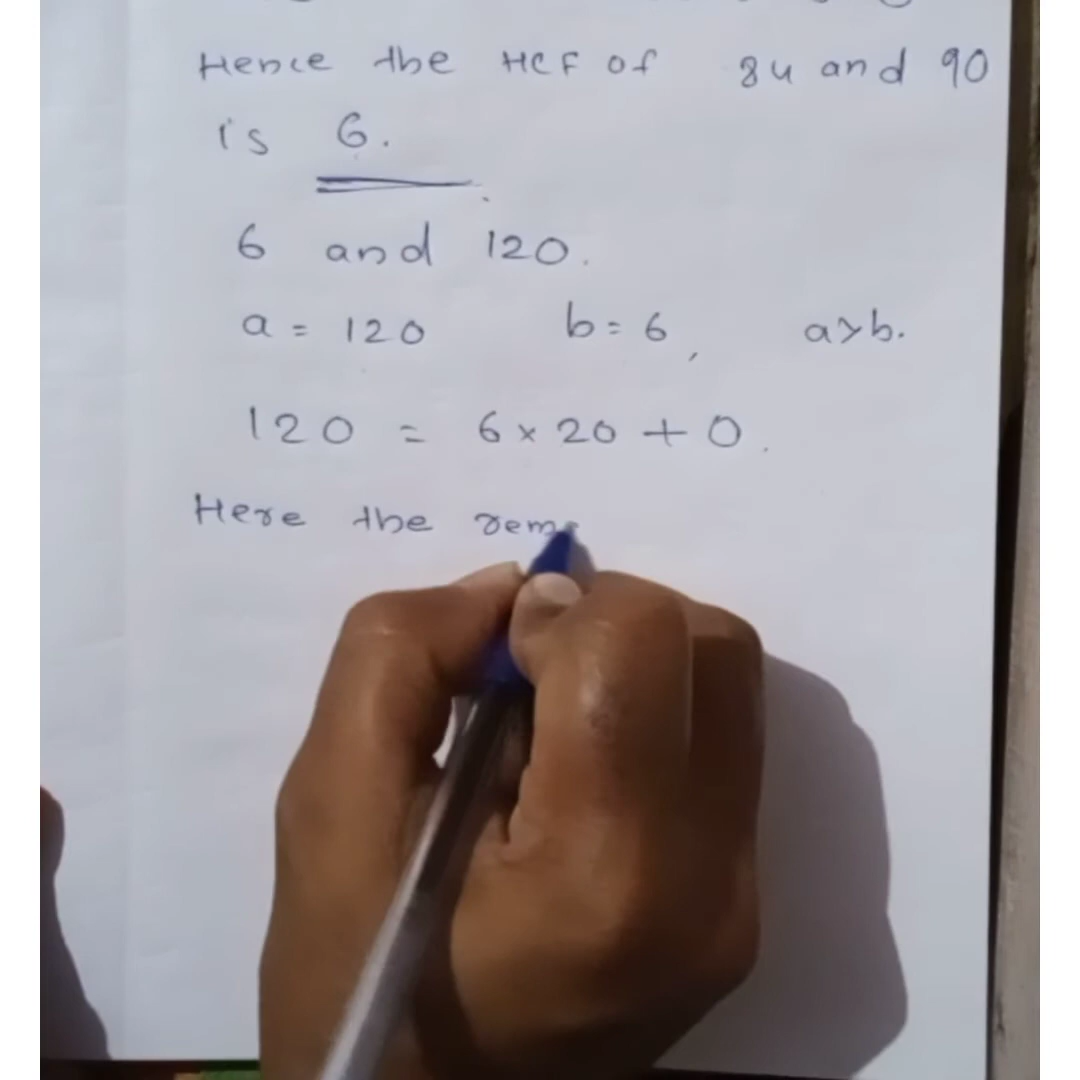 Hence the HCF of 84 and 90
is 6.
6 and 120.
a = 120 b = 6, a>b.
120 = 6 × 20 + 0.
Here the rema